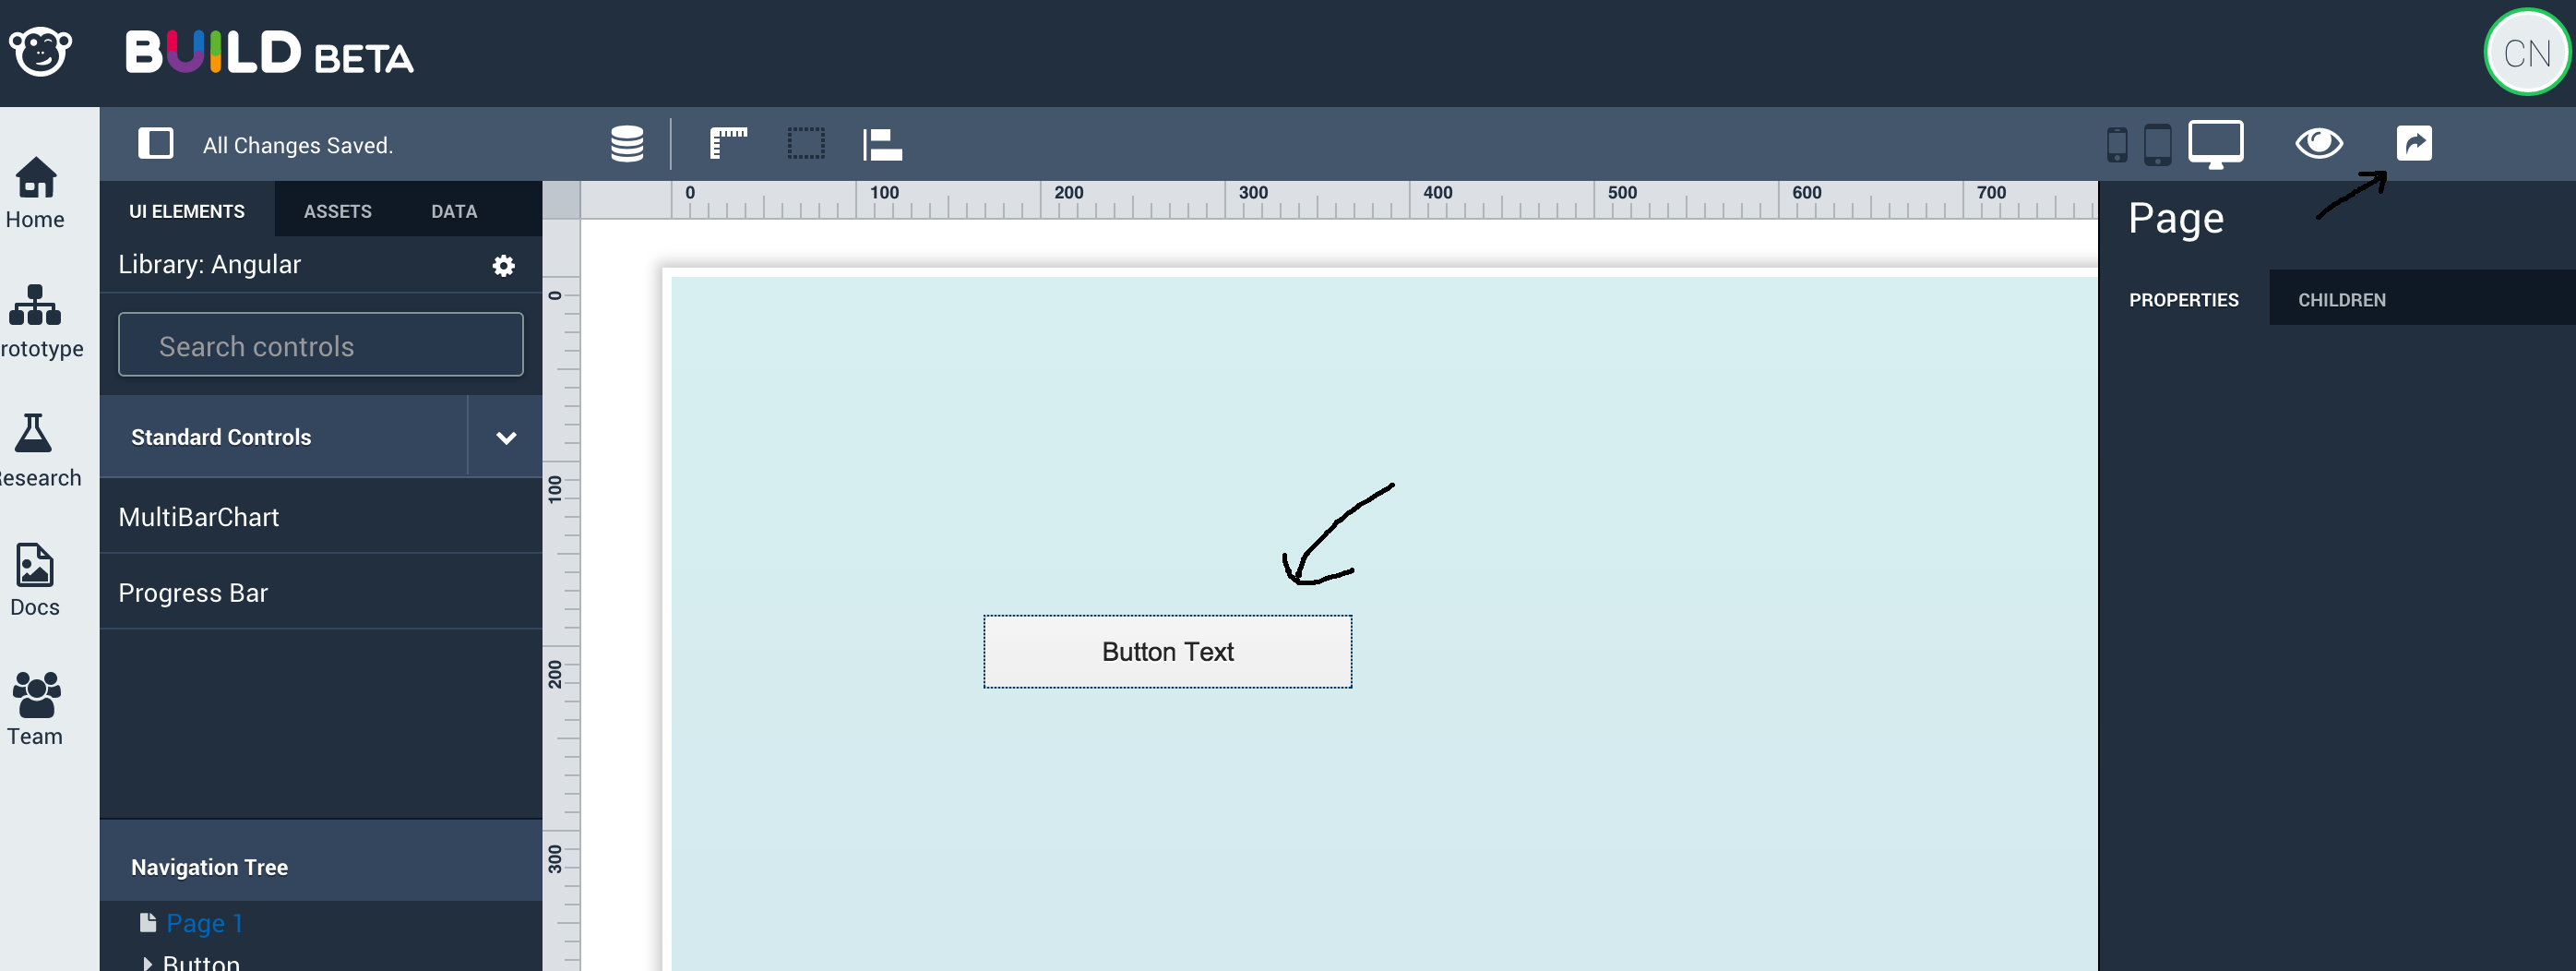 BUILD BETA
CN
All Changes Saved.
Home
rototype
esearch
Docs
Team
UI ELEMENTS
ASSETS
DATA
Library: Angular
Search controls
Standard Controls
MultiBarChart
Progress Bar
Navigation Tree
Page 1
Button
0 100 200 300 400 500 600 700
0
100
200
300
Button Text
Page
PROPERTIES
CHILDREN